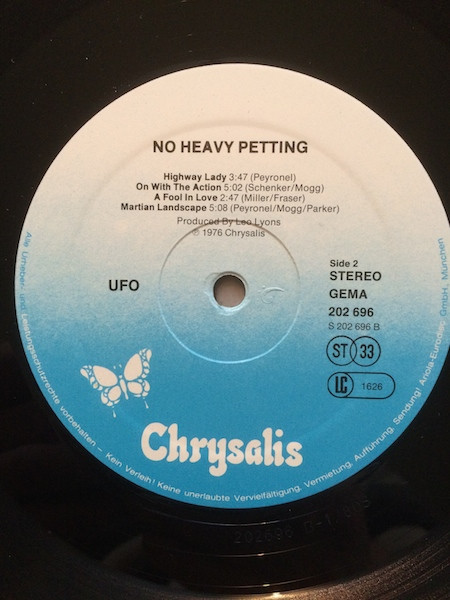 NO HEAVY PETTING
Highway Lady 3:47 (Peyronel)
On With The Action 5:02 (Schenker/Mogg)
A Fool In Love 2:47 (Miller/Fraser)
Martian Landscape 5:08 (Peyronel/Mogg/Parker)
Produced By Leo Lyons
℗ 1976 Chrysalis
UFO
Side 2
STEREO
GEMA
202 696
S 202 696 B
ST 33
LC 1626
Chrysalis
Alle Urheber- und Leistungsschutzrechte vorbehalten – Kein Verleih! Keine unerlaubte Vervielfältigung, Vermietung, Aufführung, Sendung! Ariola-Eurodisc GmbH, München